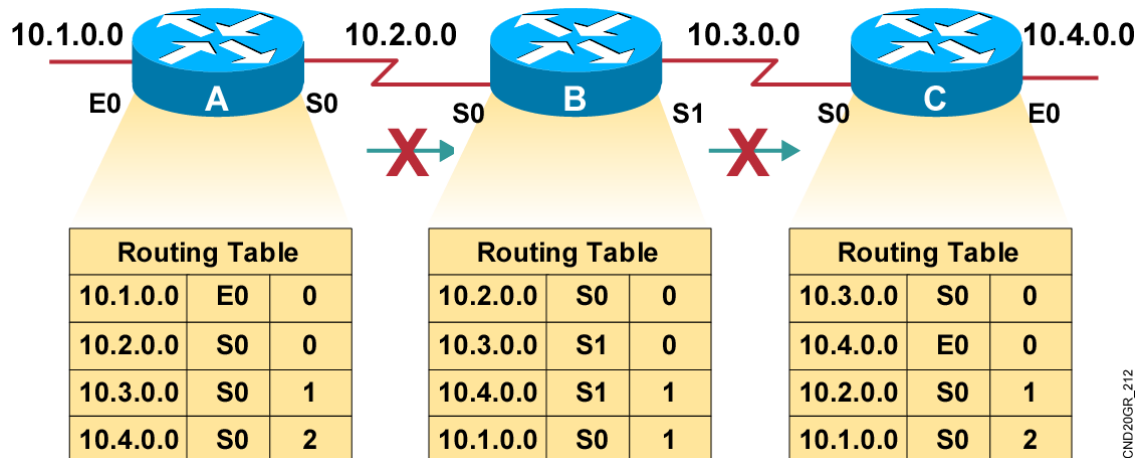 10.1.0.0 10.2.0.0 10.3.0.0 10.4.0.0
A B C
E0 S0 S0 S1 S0 E0
X X
Routing Table Routing Table Routing Table
10.1.0.0 E0 0 10.2.0.0 S0 0 10.3.0.0 S0 0
10.2.0.0 S0 0 10.3.0.0 S1 0 10.4.0.0 E0 0
10.3.0.0 S0 1 10.4.0.0 S1 1 10.2.0.0 S0 1
10.4.0.0 S0 2 10.1.0.0 S0 1 10.1.0.0 S0 2
CND20GR_212